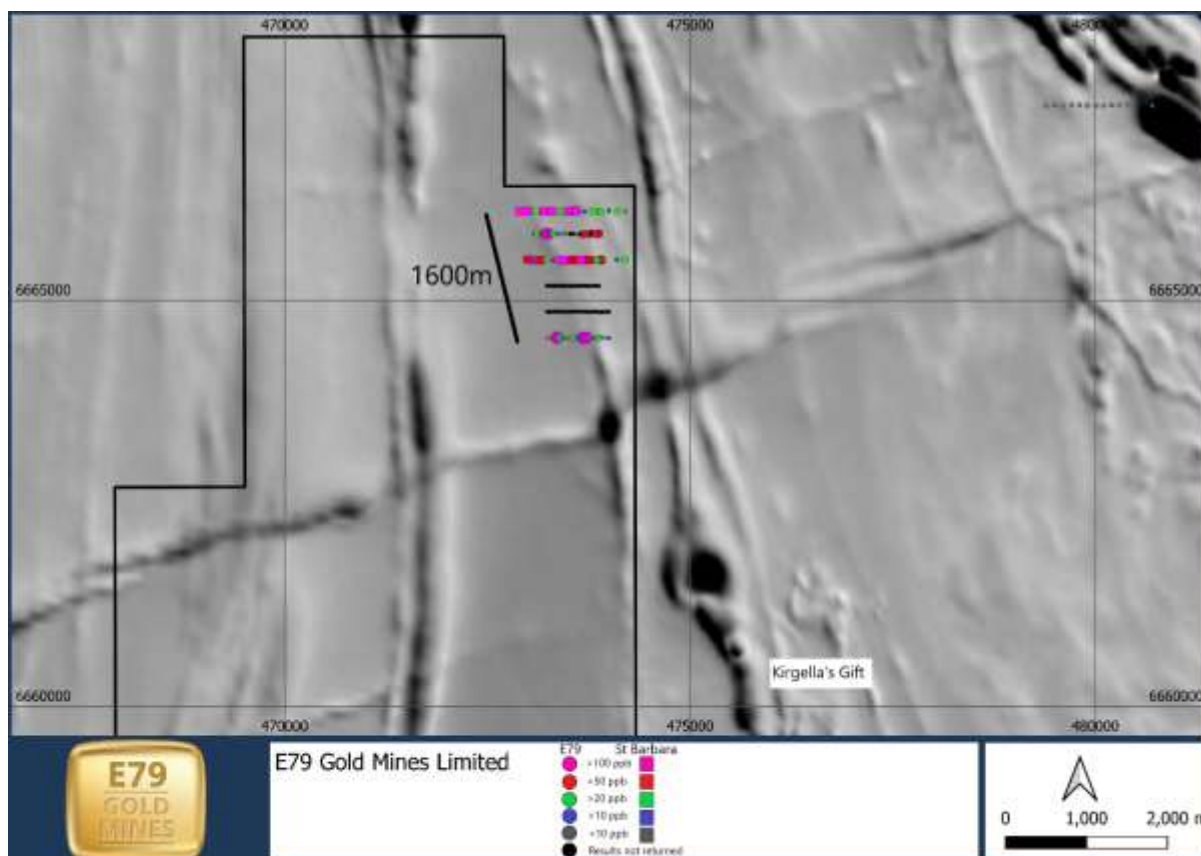 470000 475000 480000
1600m
6665000 6665000
Kirgella's Gift
6660000 6660000
470000 475000 480000
E79
GOLD
MINES
E79 Gold Mines Limited
E79 St Barbara
+100 ppb
+50 ppb
+20 ppb
+10 ppb
<10 ppb
Results not returned
0 1,000 2,000 m